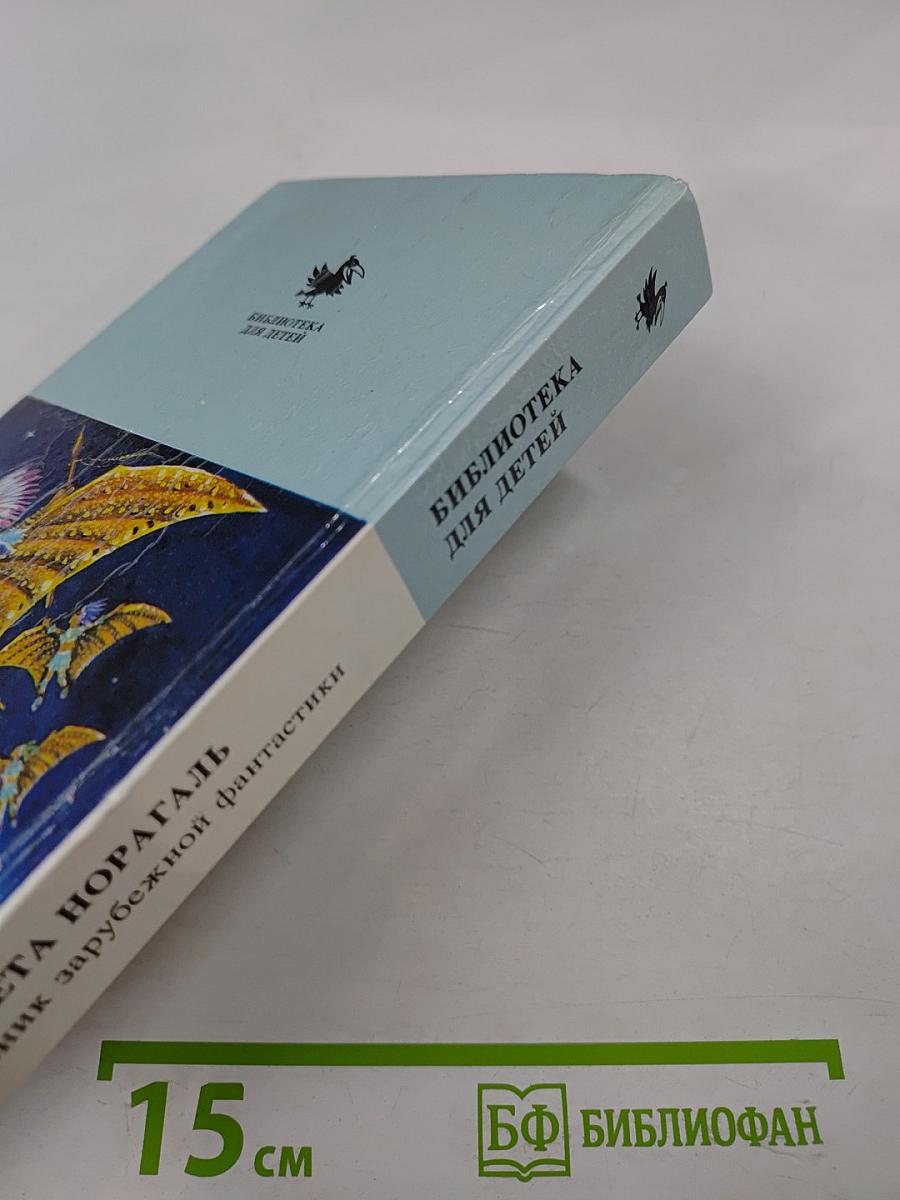 БИБЛИОТЕКА
ДЛЯ ДЕТЕЙ
БИБЛИОТЕКА
ДЛЯ ДЕТЕЙ
ЕТА НОРАГАЛЬ
ник зарубежной фантастики
15 см
БФ БИБЛИОФАН